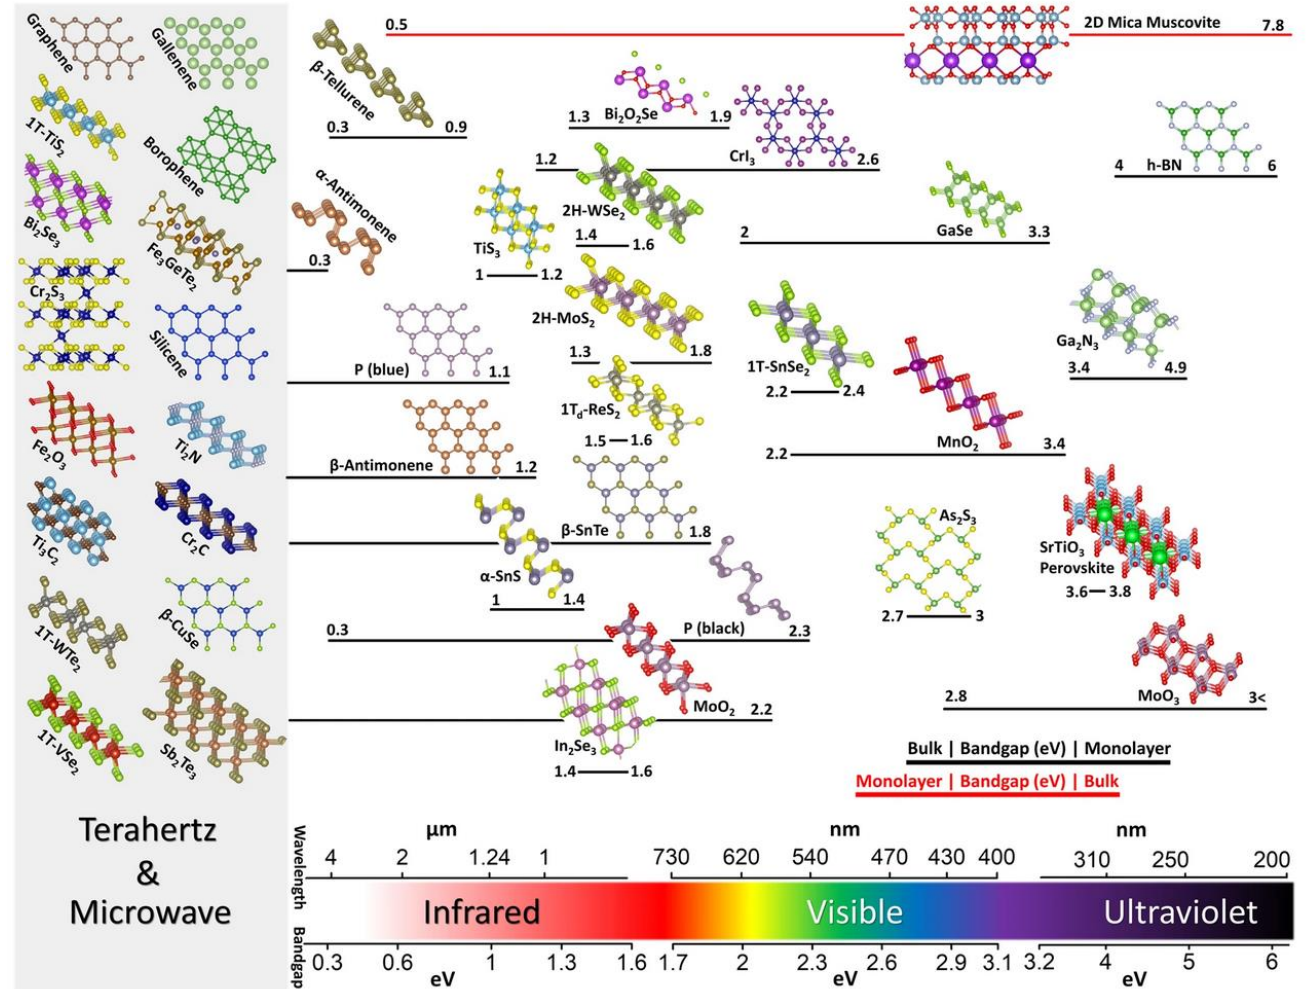 Graphene
Gallenene
1T-TiS₂
Borophene
Bi₂Se₃
Fe₃GeTe₂
Cr₂S₃
Silicene
Fe₂O₃
Ti₂N
Ti₃C₂
Cr₂C
1T-WTe₂
β-CuSe
1T-VSe₂
Sb₂Te₃
Terahertz
&
Microwave
0.5 2D Mica Muscovite 7.8
β-Tellurene
0.3 0.9
Bi₂O₂Se
1.3 1.9
CrI₃
1.2 2.6
4 h-BN 6
α-Antimonene
0.3
TiS₃
1 1.2
2H-WSe₂
1.4 1.6
GaSe
2 3.3
2H-MoS₂
1.3 1.8
1T-SnSe₂
2.2 2.4
Ga₂N₃
3.4 4.9
P (blue) 1.1
1T_d-ReS₂
1.5 1.6
MnO₂
2.2 3.4
β-Antimonene 1.2
β-SnTe 1.8
As₂S₃
2.7 3
SrTiO₃
Perovskite
3.6 3.8
α-SnS
1 1.4
P (black)
0.3 2.3
MoO₂ 2.2
MoO₃
2.8 3<
In₂Se₃
1.4 1.6
Bulk | Bandgap (eV) | Monolayer
Monolayer | Bandgap (eV) | Bulk
Wavelength
μm nm nm
4 2 1.24 1 730 620 540 470 430 400 310 250 200
Infrared Visible Ultraviolet
Bandgap
0.3 0.6 1 1.3 1.6 1.7 2 2.3 2.6 2.9 3.1 3.2 4 5 6
eV eV eV